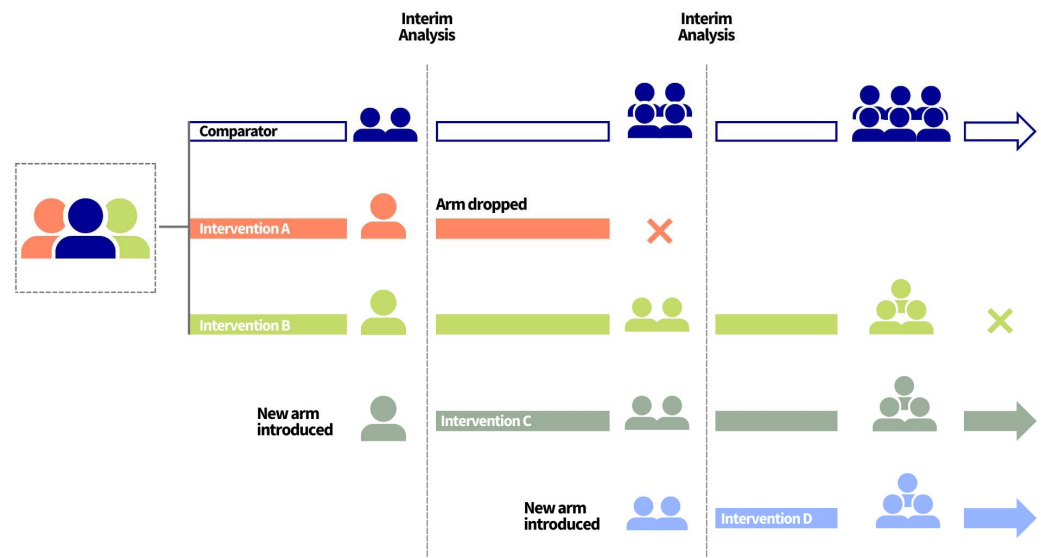 Interim
Analysis
Interim
Analysis
Comparator
Arm dropped
Intervention A
Intervention B
New arm
introduced
Intervention C
New arm
introduced
Intervention D